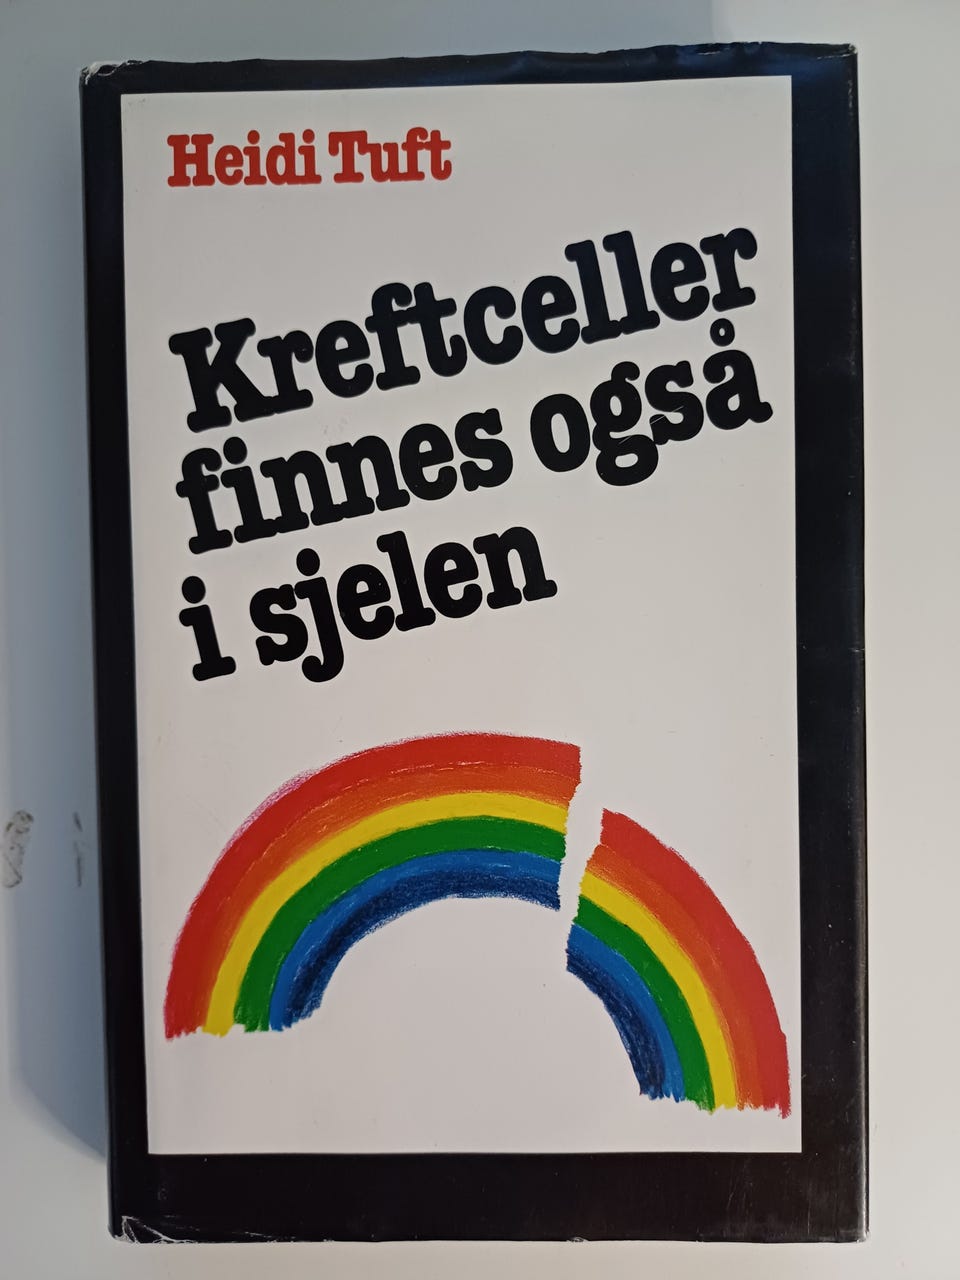 Heidi Tuft
Kreftceller
finnes også
i sjelen